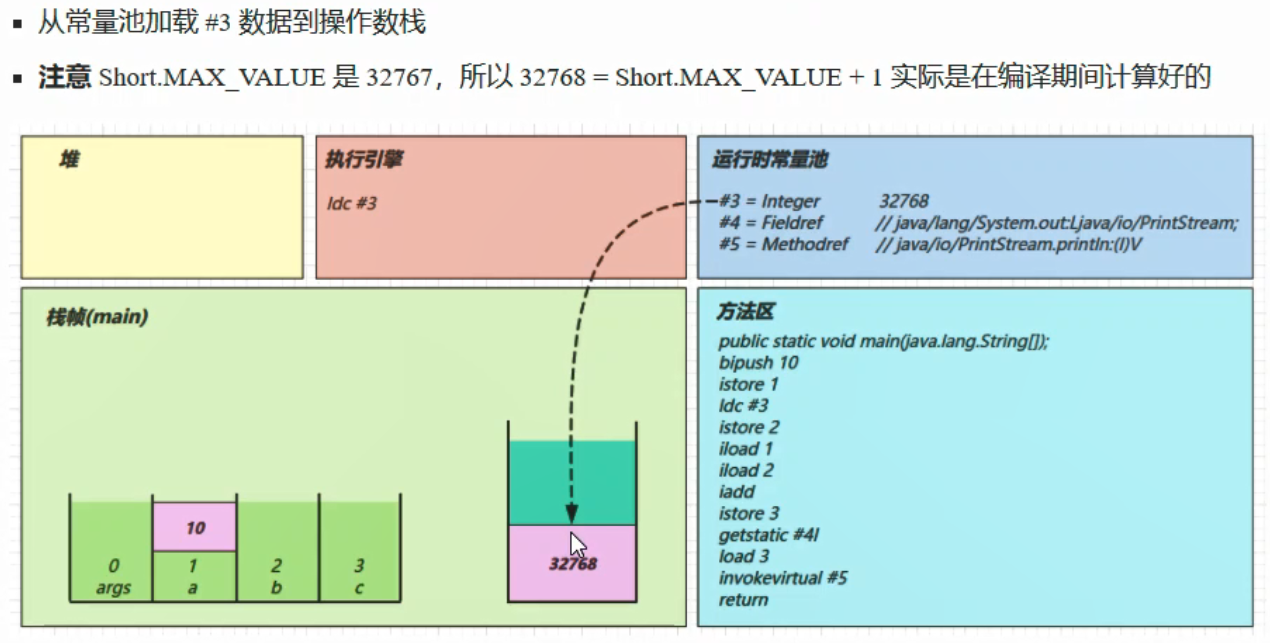 从常量池加载 #3 数据到操作数栈
注意 Short.MAX_VALUE 是 32767，所以 32768 = Short.MAX_VALUE + 1 实际是在编译期间计算好的
堆
执行引擎
ldc #3
运行时常量池
#3 = Integer 32768
#4 = Fieldref // java/lang/System.out:Ljava/io/PrintStream;
#5 = Methodref // java/io/PrintStream.println:(I)V
栈帧(main)
10
0 1 2 3
args a b c
32768
方法区
public static void main(java.lang.String[]);
bipush 10
istore 1
ldc #3
istore 2
iload 1
iload 2
iadd
istore 3
getstatic #4l
load 3
invokevirtual #5
return